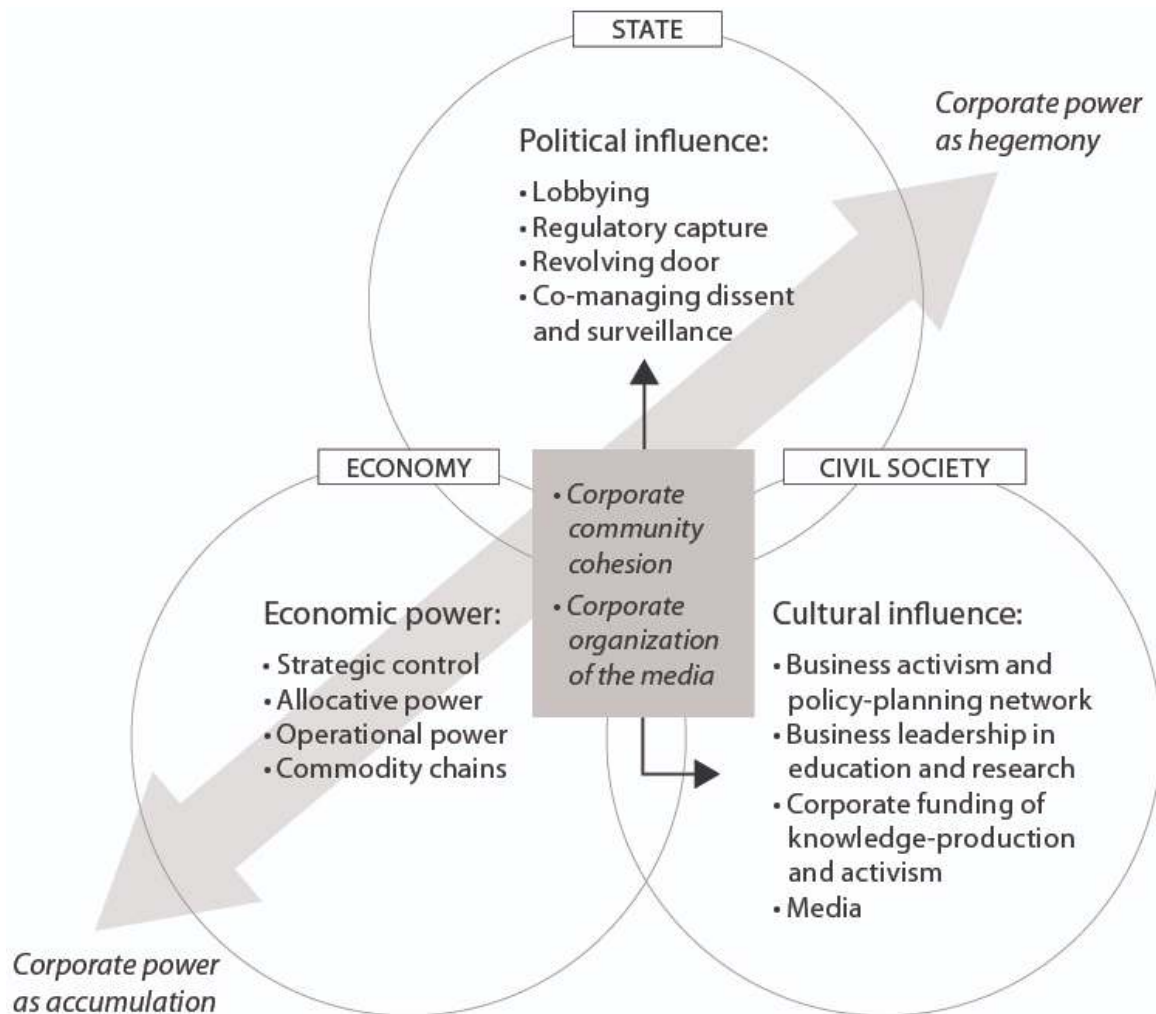 STATE
Corporate power
as hegemony
Political influence:
• Lobbying
• Regulatory capture
• Revolving door
• Co-managing dissent
and surveillance
ECONOMY
CIVIL SOCIETY
• Corporate
community
cohesion
• Corporate
organization
of the media
Economic power:
• Strategic control
• Allocative power
• Operational power
• Commodity chains
Cultural influence:
• Business activism and
policy-planning network
• Business leadership in
education and research
• Corporate funding of
knowledge-production
and activism
• Media
Corporate power
as accumulation